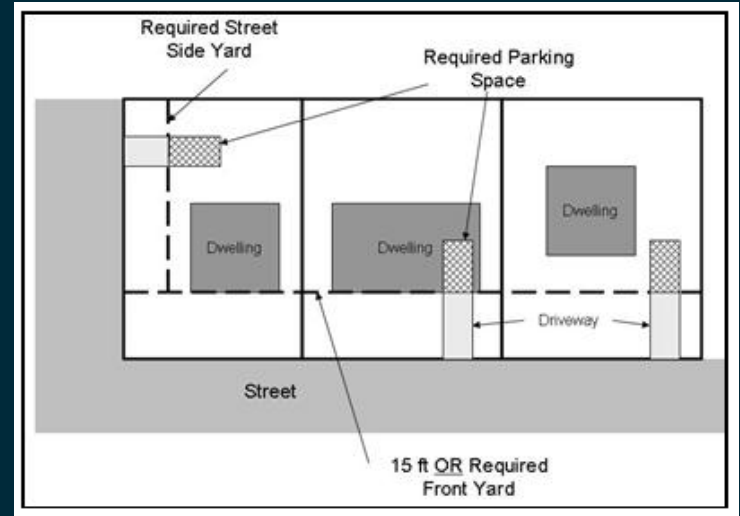 Required Street
Side Yard
Required Parking
Space
Dwelling
Dwelling
Dwelling
Driveway
Street
15 ft OR Required
Front Yard